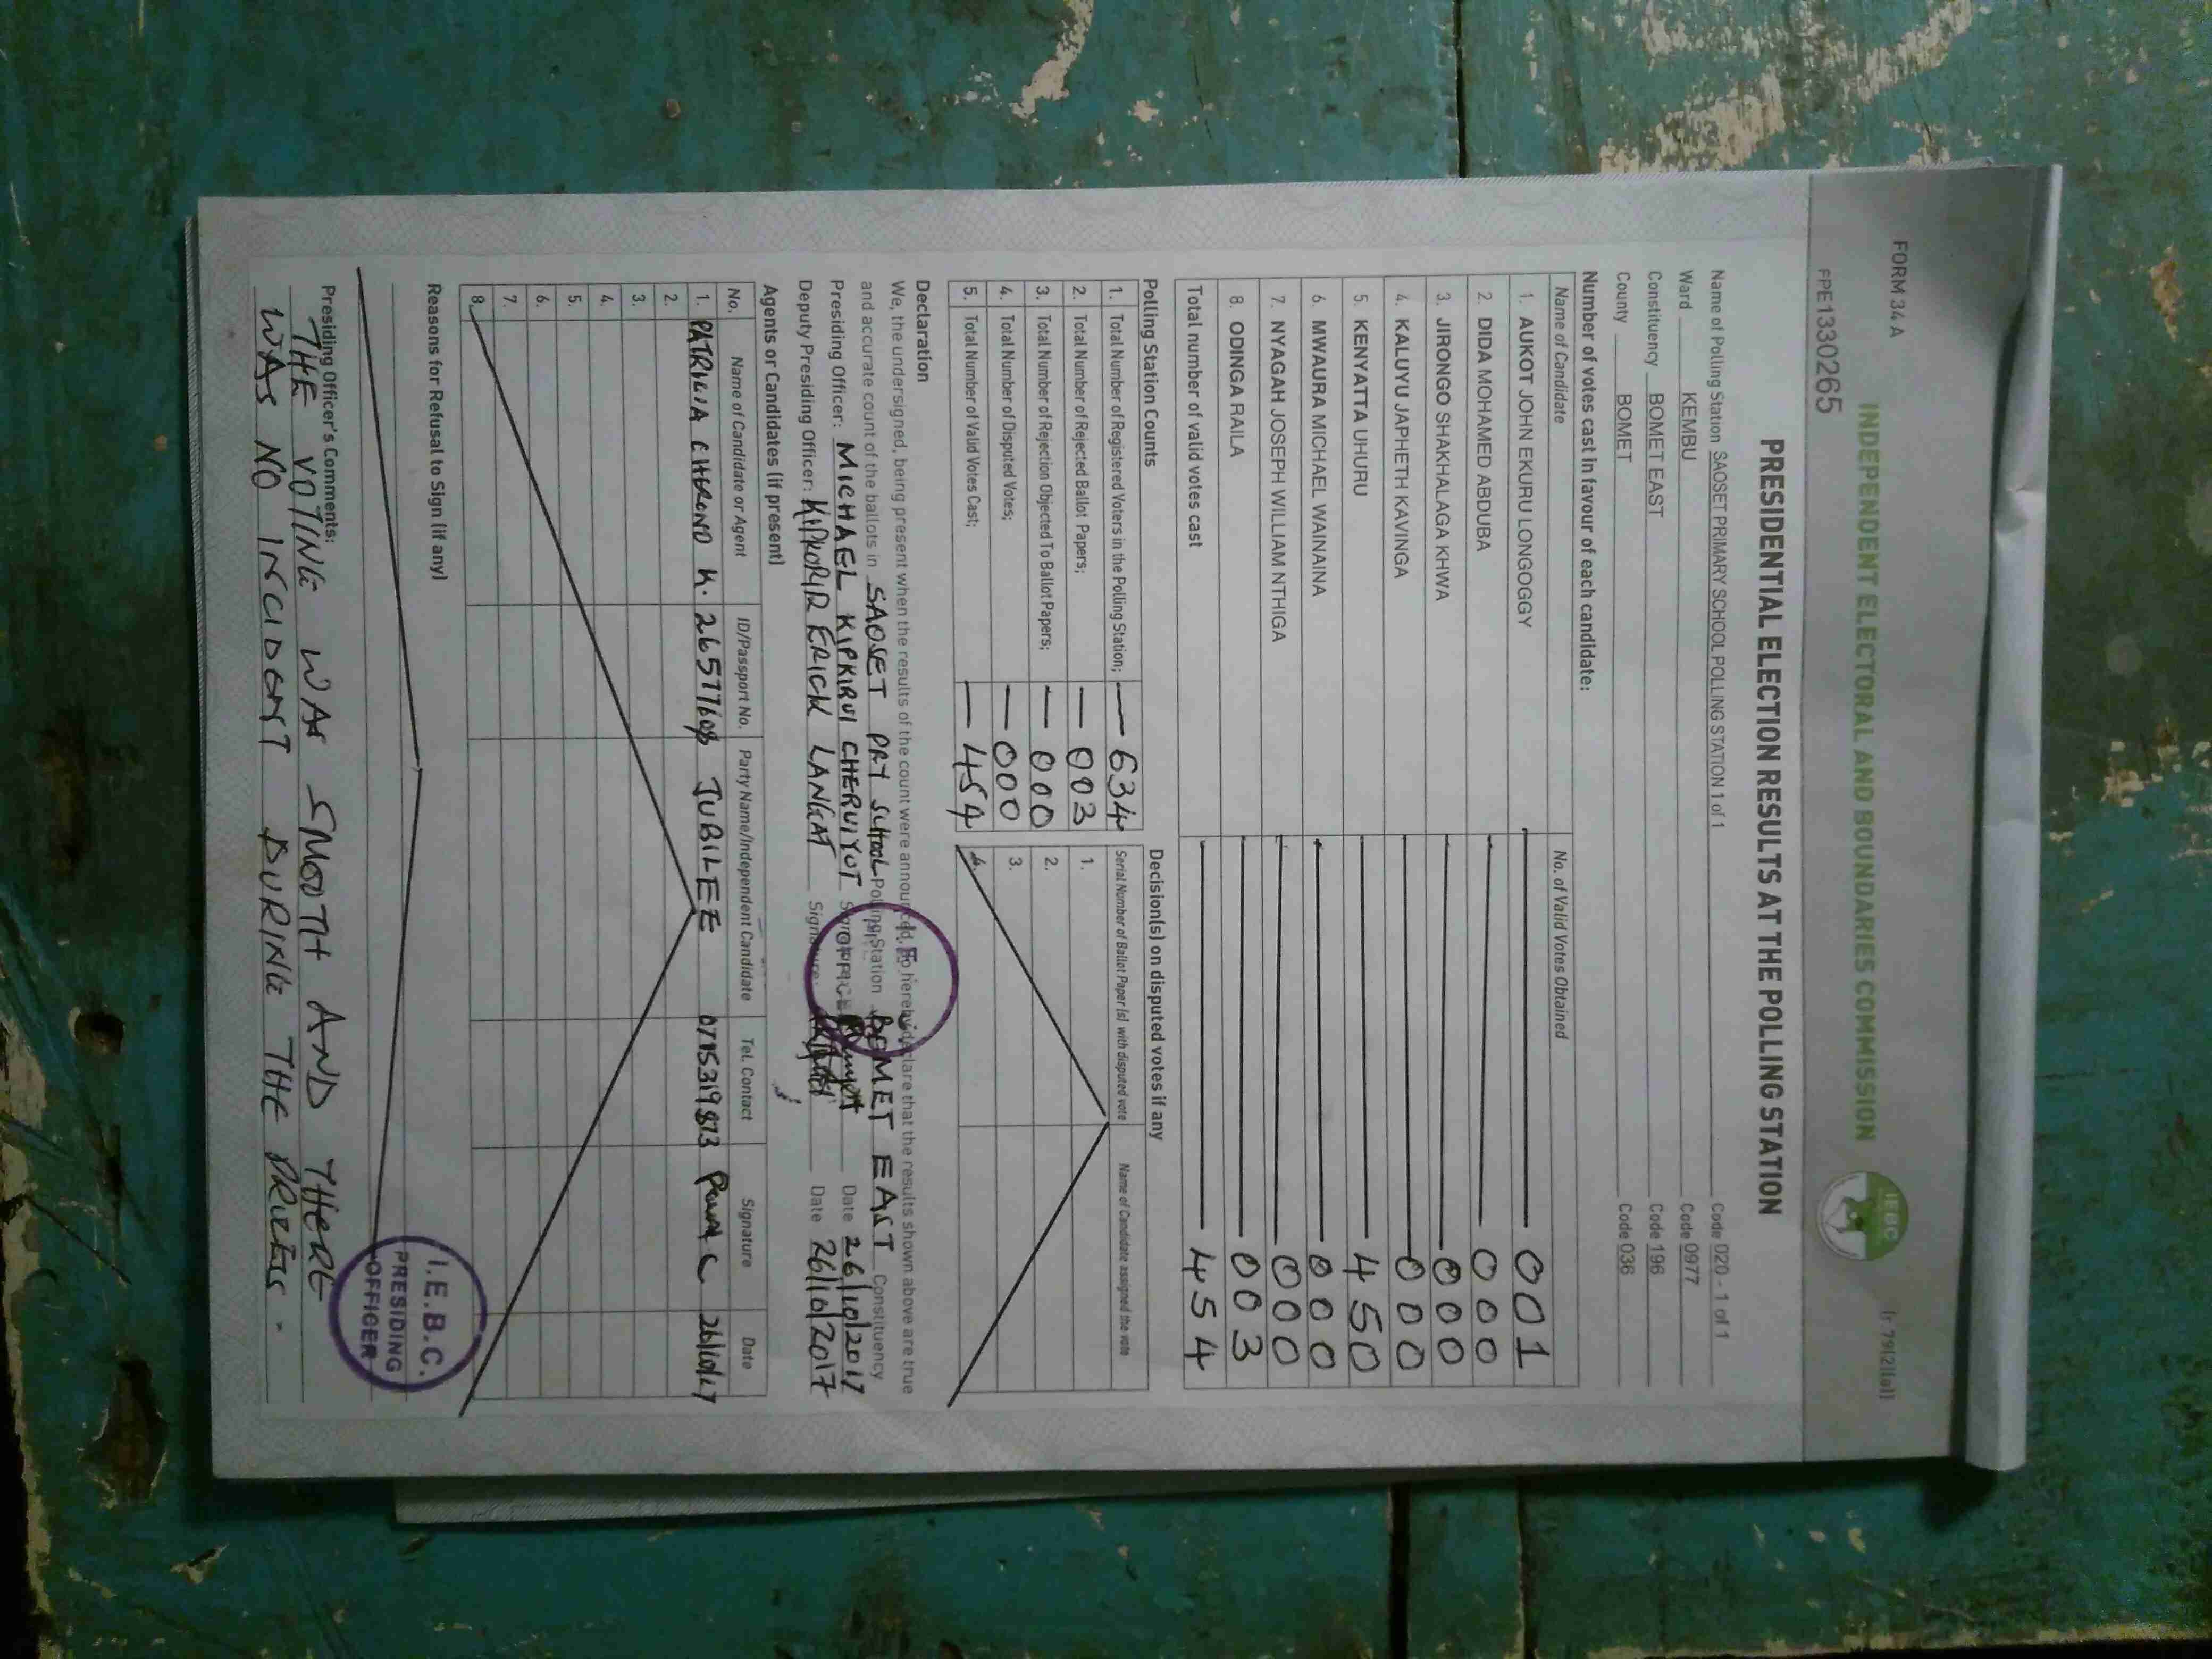 FORM 34 A
Ir 79(2)(a)
FPE1330265
INDEPENDENT ELECTORAL AND BOUNDARIES COMMISSION
IEBC
PRESIDENTIAL ELECTION RESULTS AT THE POLLING STATION
Name of Polling Station SAOSET PRIMARY SCHOOL POLLING STATION 1 of 1 Code 020 - 1 of 1
Ward KEMBU Code 0977
Constituency BOMET EAST Code 196
County BOMET Code 036
Number of votes cast in favour of each candidate:
Name of Candidate No. of Valid Votes Obtained
1. AUKOT JOHN EKURU LONGOGGY 001
2. DIDA MOHAMED ABDUBA 000
3. JIRONGO SHAKHALAGA KHWA 000
4. KALUYU JAPHETH KAVINGA 000
5. KENYATTA UHURU 450
6. MWAURA MICHAEL WAINAINA 000
7. NYAGAH JOSEPH WILLIAM NTHIGA 000
8. ODINGA RAILA 003
Total number of valid votes cast 454
Polling Station Counts
1. Total Number of Registered Voters in the Polling Station; 634
2. Total Number of Rejected Ballot Papers; 003
3. Total Number of Rejection Objected To Ballot Papers; 000
4. Total Number of Disputed Votes; 000
5. Total Number of Valid Votes Cast; 454
Decision(s) on disputed votes if any
Serial Number of Ballot Paper(s) with disputed vote Name of Candidate assigned the vote
1.
2.
3.
4.
Declaration
We, the undersigned, being present when the results of the count were announced, do hereby declare that the results shown above are true
and accurate count of the ballots in SAOSET PRY SCHOOL Polling Station BOMET EAST Constituency
Presiding Officer: MICHAEL KIPKIRUI CHERUIYOT Signature Date 26/10/2017
Deputy Presiding Officer: KIPKORIR ERICK LANGAT Signature: Date 26/10/2017
Agents or Candidates (if present)
No. Name of Candidate or Agent ID/Passport No. Party Name/Independent Candidate Tel. Contact Signature Date
1. PATRICIA CHERONO K. JUBILEE 0715319873 26/10/17
2.
3.
4.
5.
6.
7.
8.
Reasons for Refusal to Sign (if any)
Presiding Officer's Comments:
THE VOTING WAS SMOOTH AND THERE
WAS NO INCIDENT DURING THE
I.E.B.C.
PRESIDING
OFFICER